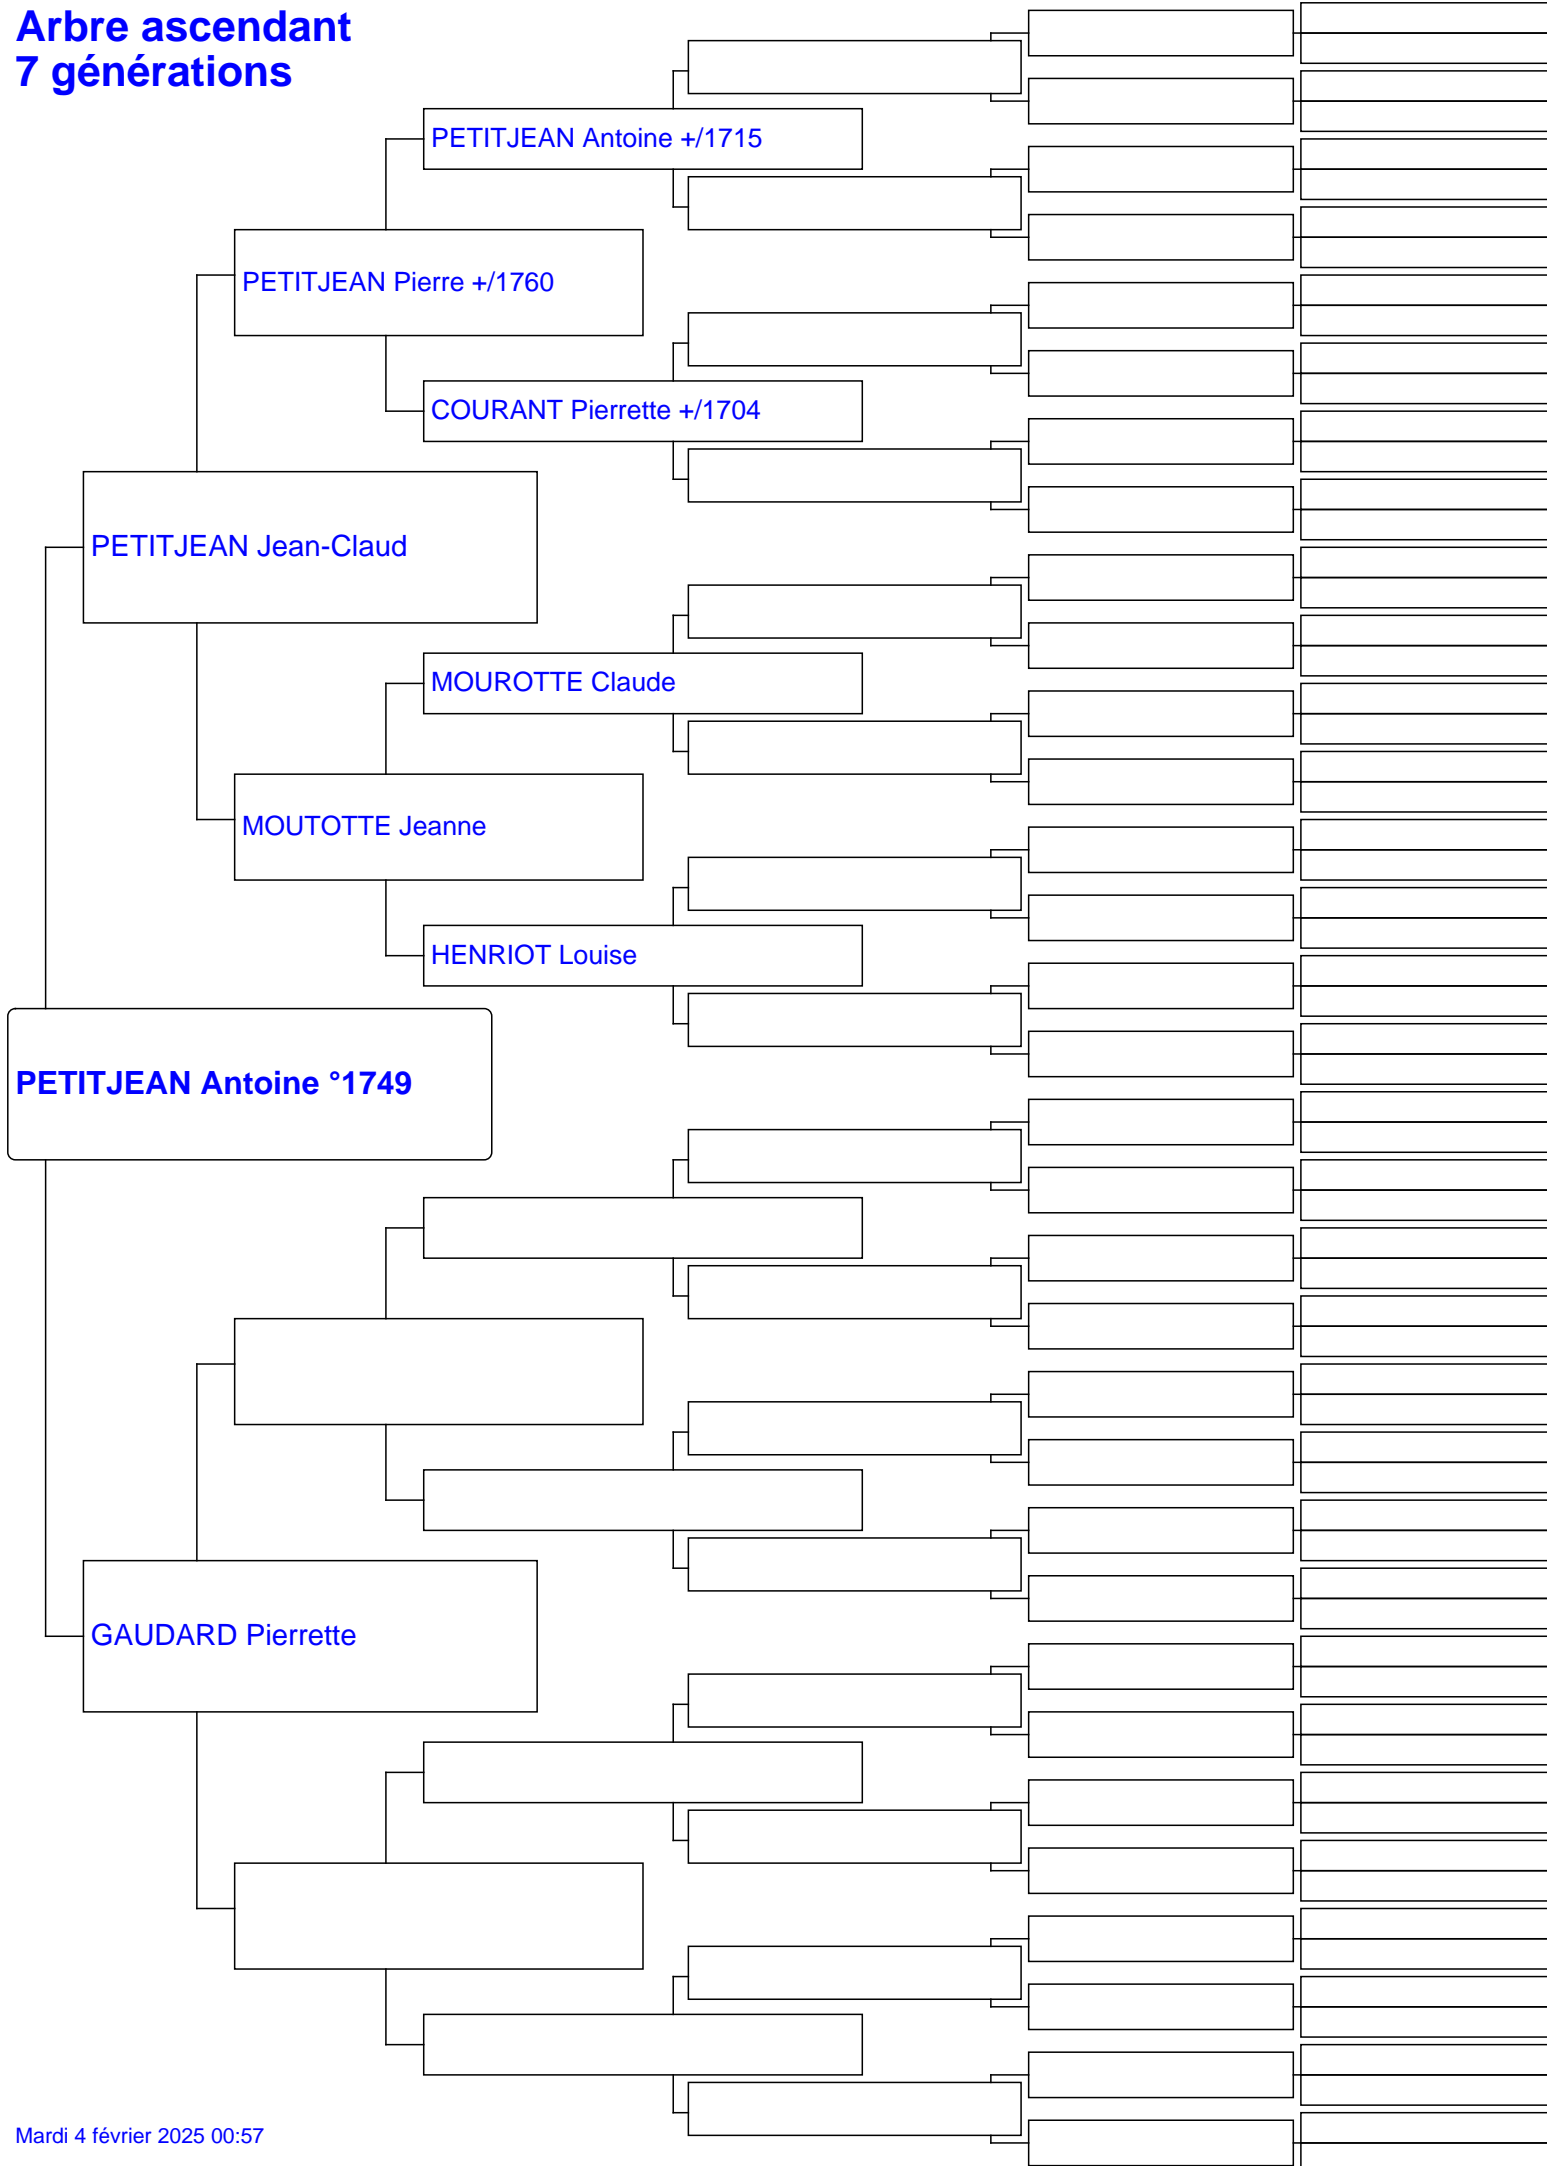 Arbre ascendant
7 générations
PETITJEAN Antoine +/1715
PETITJEAN Pierre +/1760
COURANT Pierrette +/1704
PETITJEAN Jean-Claud
MOUROTTE Claude
MOUTOTTE Jeanne
HENRIOT Louise
PETITJEAN Antoine °1749
GAUDARD Pierrette
Mardi 4 février 2025 00:57